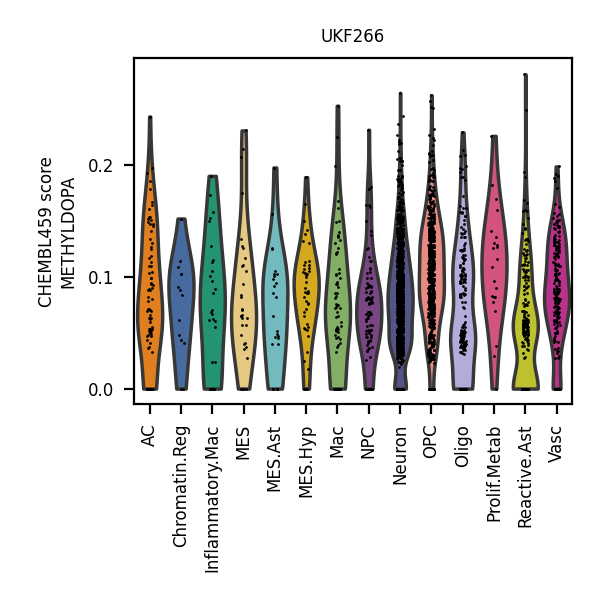 UKF266
CHEMBL459 score
METHYLDOPA
0.2
0.1
0.0
AC
Chromatin.Reg
Inflammatory.Mac
MES
MES.Ast
MES.Hyp
Mac
NPC
Neuron
OPC
Oligo
Prolif.Metab
Reactive.Ast
Vasc